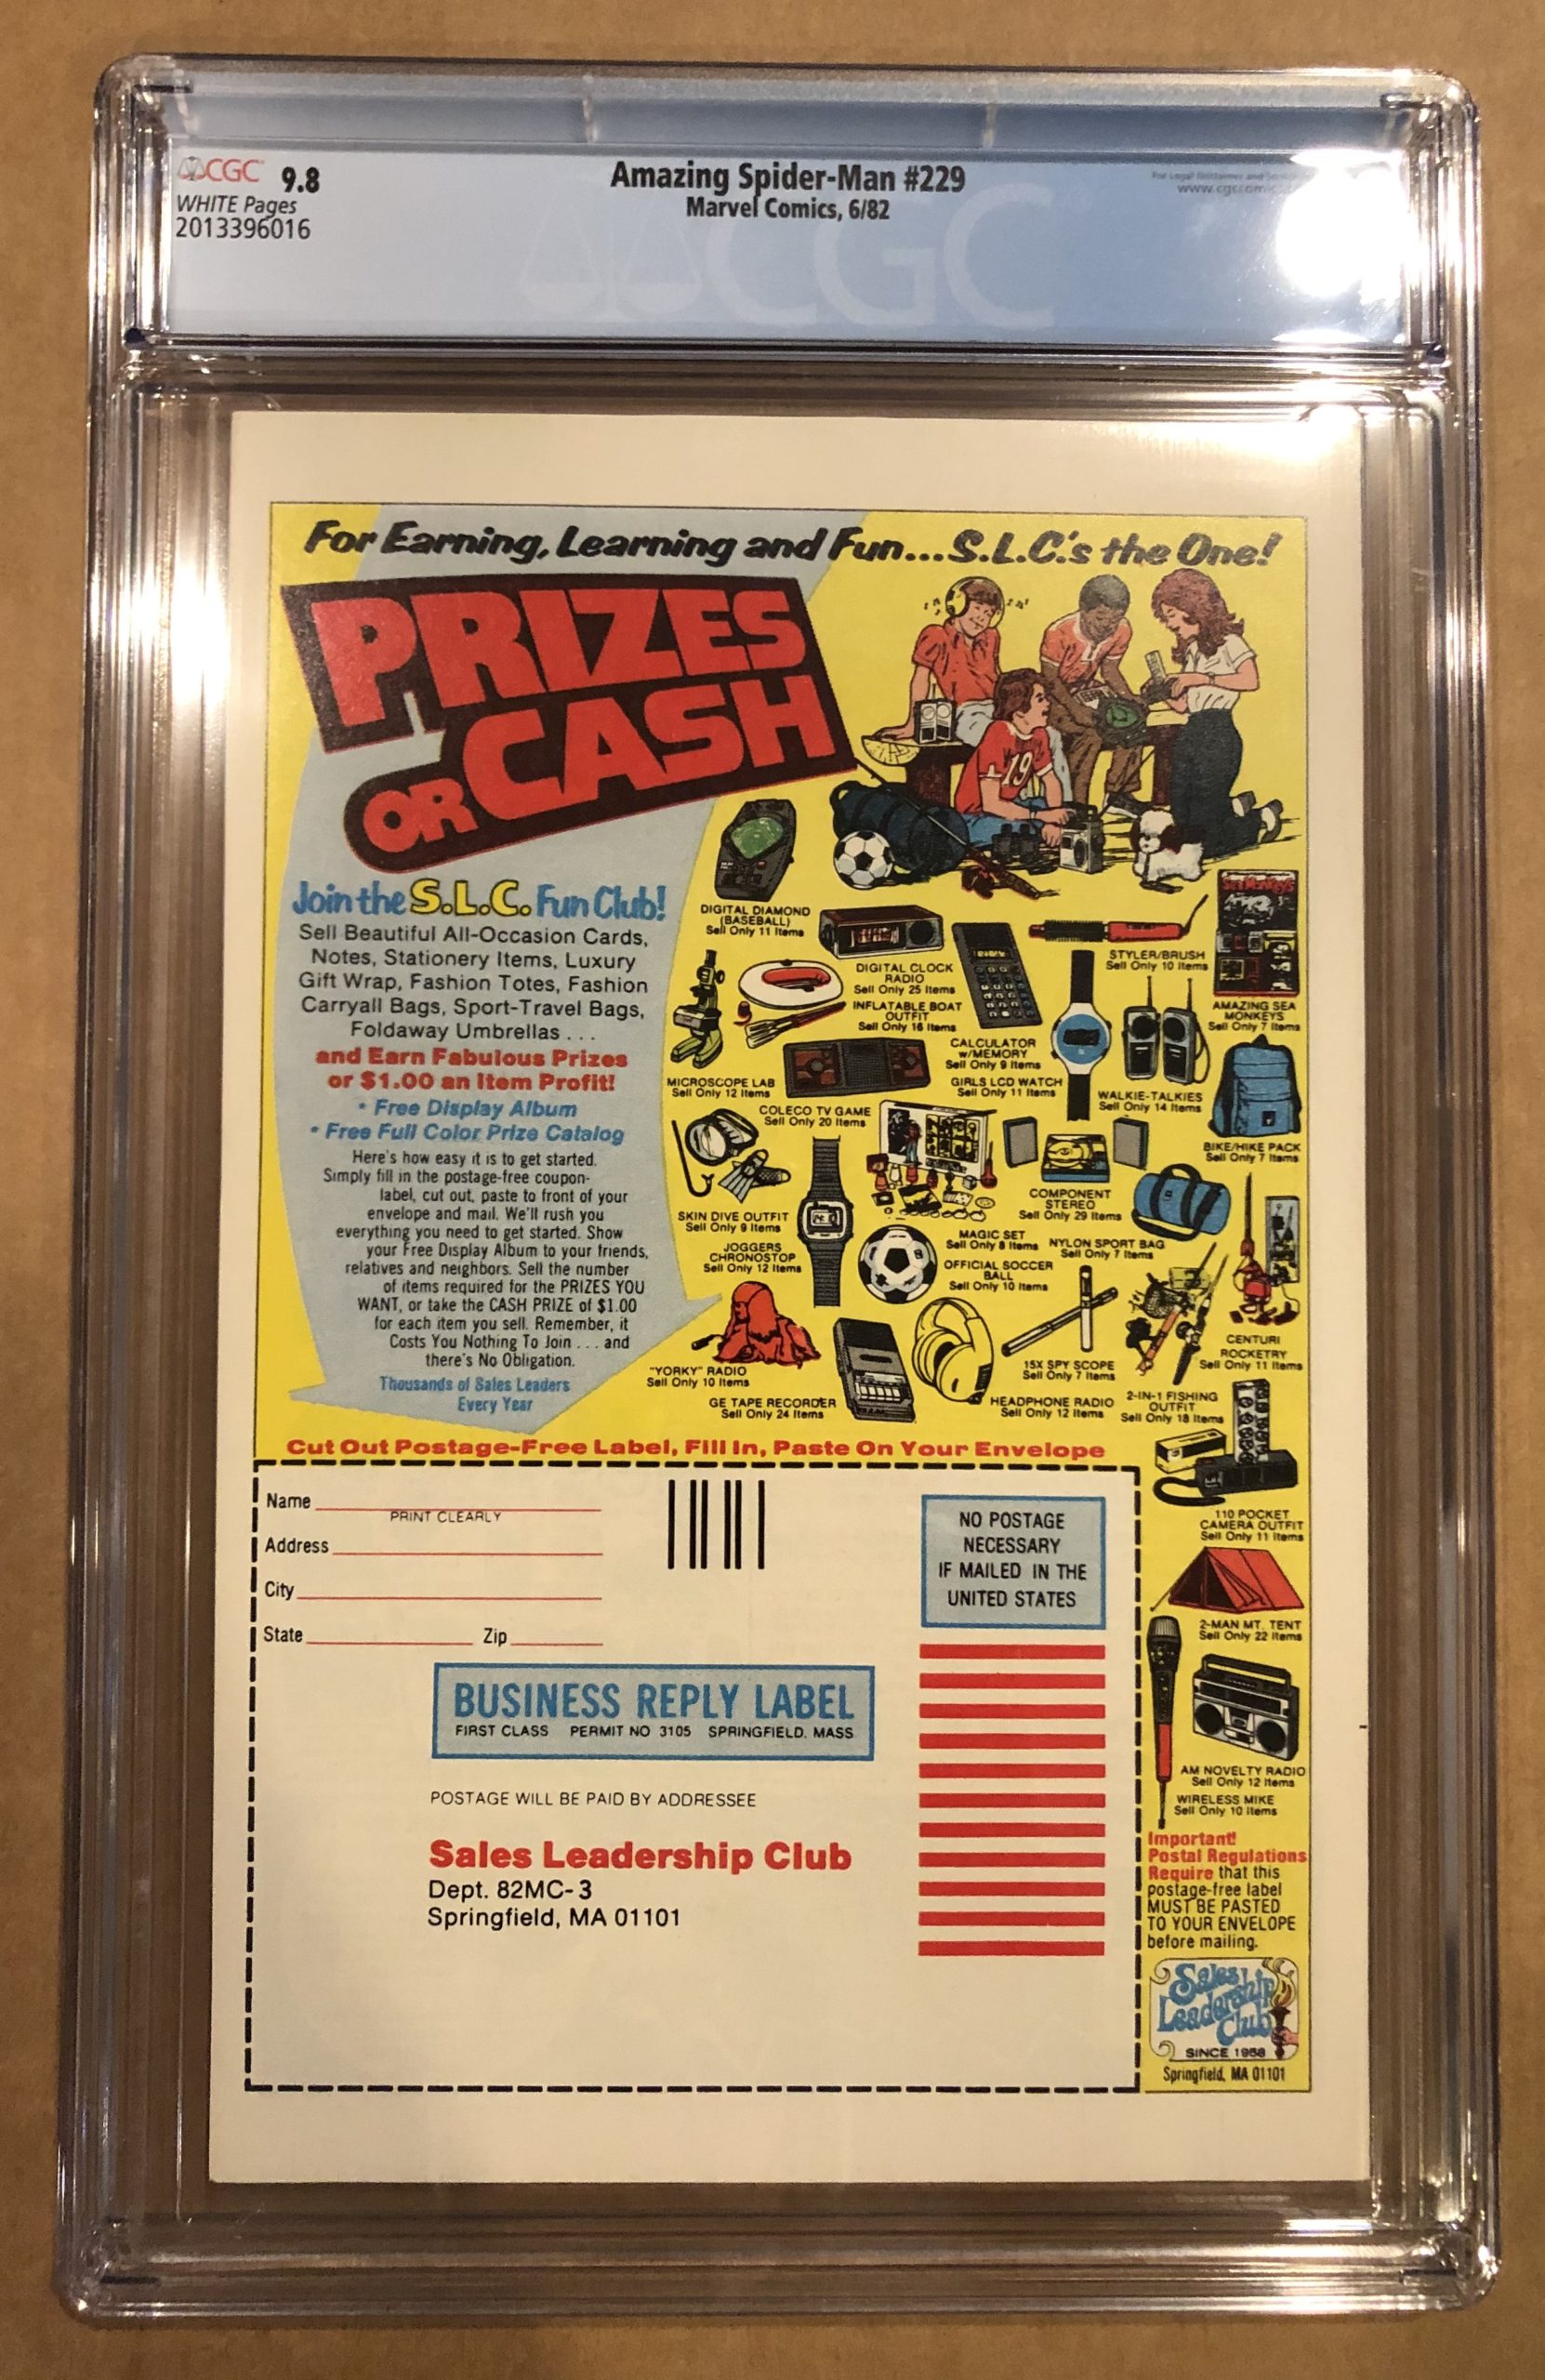 CGC 9.8
WHITE Pages
2013396016
Amazing Spider-Man #229
Marvel Comics, 6/82
www.cgccomic
CGC
For Earning, Learning and Fun...S.L.C.'s the One!
PRIZES
OR CASH
Join the S.L.C. Fun Club!
Sell Beautiful All-Occasion Cards,
Notes, Stationery Items, Luxury
Gift Wrap, Fashion Totes, Fashion
Carryall Bags, Sport-Travel Bags,
Foldaway Umbrellas . . .
and Earn Fabulous Prizes
or $1.00 an Item Profit!
• Free Display Album
• Free Full Color Prize Catalog
Here's how easy it is to get started.
Simply fill in the postage-free coupon-
label, cut out, paste to front of your
envelope and mail. We'll rush you
everything you need to get started. Show
your Free Display Album to your friends,
relatives and neighbors. Sell the number
of items required for the PRIZES YOU
WANT, or take the CASH PRIZE of $1.00
for each item you sell. Remember, it
Costs You Nothing To Join . . . and
there's No Obligation.
Thousands of Sales Leaders
Every Year
19
DIGITAL DIAMOND
(BASEBALL)
Sell Only 11 Items
DIGITAL CLOCK
RADIO
Sell Only 25 Items
STYLER/BRUSH
Sell Only 10 Items
AMAZING SEA
MONKEYS
Sell Only 7 Items
INFLATABLE BOAT
OUTFIT
Sell Only 16 Items
CALCULATOR
w/MEMORY
Sell Only 9 Items
MICROSCOPE LAB
Sell Only 12 Items
GIRLS LCD WATCH
Sell Only 11 Items
WALKIE-TALKIES
Sell Only 14 Items
COLECO TV GAME
Sell Only 20 Items
BIKE/HIKE PACK
Sell Only 7 Items
SKIN DIVE OUTFIT
Sell Only 9 Items
COMPONENT
STEREO
Sell Only 29 Items
JOGGERS
CHRONOSTOP
Sell Only 12 Items
MAGIC SET
Sell Only 8 Items
NYLON SPORT BAG
Sell Only 7 Items
OFFICIAL SOCCER
BALL
Sell Only 10 Items
CENTURI
ROCKETRY
Sell Only 11 Items
"YORKY" RADIO
Sell Only 10 Items
15X SPY SCOPE
Sell Only 7 Items
GE TAPE RECORDER
Sell Only 24 Items
HEADPHONE RADIO
Sell Only 12 Items
2-IN-1 FISHING
OUTFIT
Sell Only 18 Items
110 POCKET
CAMERA OUTFIT
Sell Only 11 Items
2-MAN MT. TENT
Sell Only 22 Items
AM NOVELTY RADIO
Sell Only 12 Items
WIRELESS MIKE
Sell Only 10 Items
Cut Out Postage-Free Label, Fill In, Paste On Your Envelope
Name
PRINT CLEARLY
Address
City
State Zip
NO POSTAGE
NECESSARY
IF MAILED IN THE
UNITED STATES
BUSINESS REPLY LABEL
FIRST CLASS PERMIT NO 3105 SPRINGFIELD, MASS
POSTAGE WILL BE PAID BY ADDRESSEE
Sales Leadership Club
Dept. 82MC-3
Springfield, MA 01101
Important!
Postal Regulations
Require that this
postage-free label
MUST BE PASTED
TO YOUR ENVELOPE
before mailing.
Sales
Leadership
Club
SINCE 1958
Springfield, MA 01101